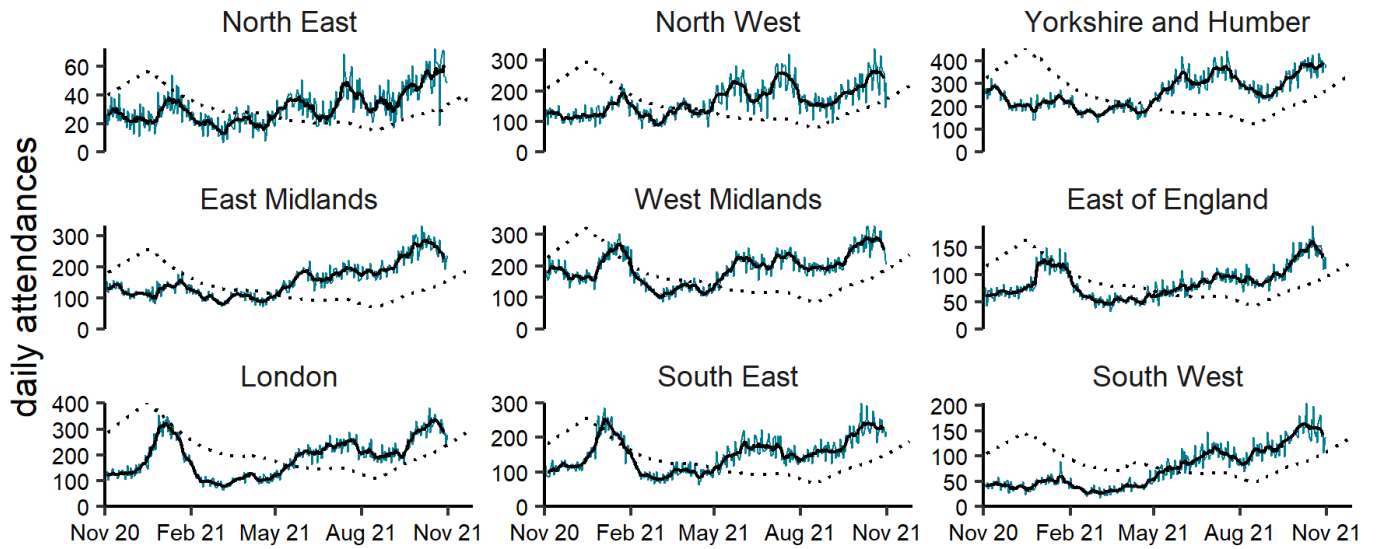 North East North West Yorkshire and Humber
60 300 400
40 200 300
20 100 200
0 0 100
0
daily attendances
East Midlands West Midlands East of England
300 300 150
200 200 100
100 100 50
0 0 0
London South East South West
400 300 200
300 200 150
200 100 100
100 0 50
0 0
Nov 20 Feb 21 May 21 Aug 21 Nov 21 Nov 20 Feb 21 May 21 Aug 21 Nov 21 Nov 20 Feb 21 May 21 Aug 21 Nov 21